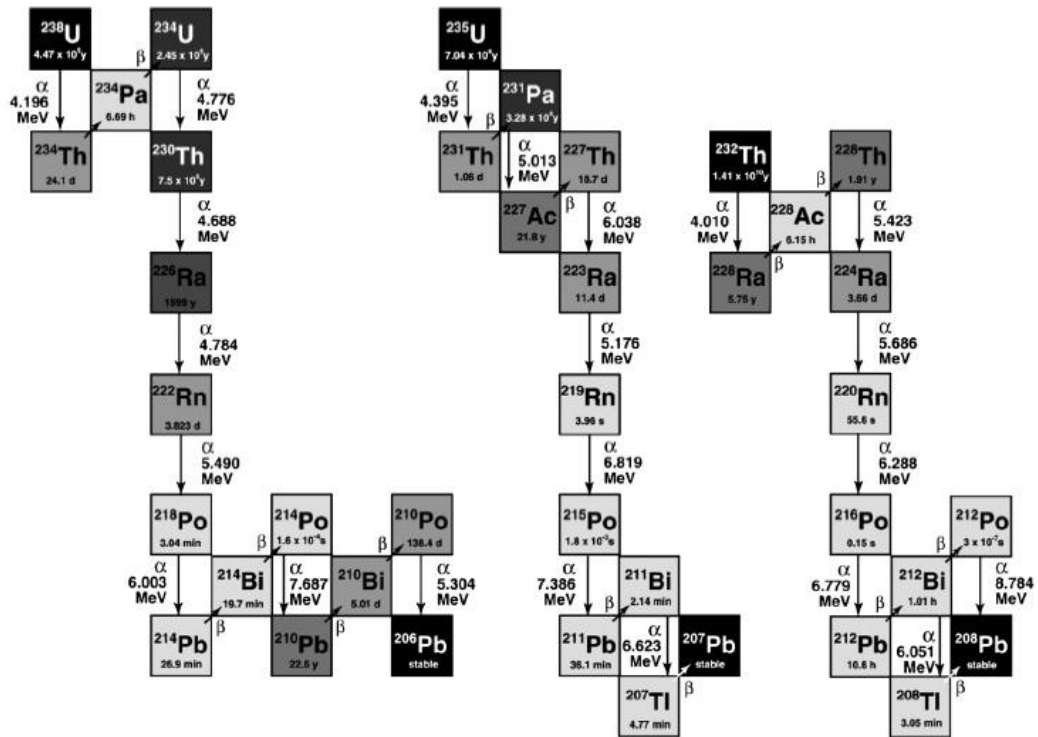 ²³⁸U
4.47 x 10⁹y
α
4.196
MeV
²³⁴Th
24.1 d
²³⁴Pa
6.69 h
β
²³⁴U
2.45 x 10⁵y
α
4.776
MeV
²³⁰Th
7.5 x
α
4.688
MeV
²²⁶Ra
1599 y
α
4.784
MeV
²²²Rn
3.823 d
α
5.490
MeV
²¹⁸Po
3.04 min
α
6.003
MeV
²¹⁴Pb
26.9 min
β
²¹⁴Bi
19.7 min
β
²¹⁴Po
1.6 x 10⁻⁴s
α
7.687
MeV
²¹⁰Pb
22.6 y
β
²¹⁰Bi
5.01 d
β
²¹⁰Po
138.4 d
α
5.304
MeV
²⁰⁶Pb
stable
²³⁵U
7.04 x 10⁸y
α
4.395
MeV
²³¹Th
1.06 d
β
²³¹Pa
3.28 x 10⁴y
α
5.013
MeV
²²⁷Ac
21.8 y
β
²²⁷Th
18.7 d
α
6.038
MeV
²²³Ra
11.4 d
α
5.176
MeV
²¹⁹Rn
3.96 s
α
6.819
MeV
²¹⁵Po
1.8 x 10⁻³s
α
7.386
MeV
²¹¹Pb
36.1 min
²¹¹Bi
2.14 min
α
6.623
MeV
²⁰⁷Tl
4.77 min
β
²⁰⁷Pb
stable
²³²Th
1.41 x 10¹⁰y
α
4.010
MeV
²²⁸Ra
5.75 y
β
²²⁸Ac
6.15 h
β
²²⁸Th
1.91 y
α
5.423
MeV
²²⁴Ra
3.66 d
α
5.686
MeV
²²⁰Rn
55.6 s
α
6.288
MeV
²¹⁶Po
0.15 s
α
6.779
MeV
²¹²Pb
10.6 h
²¹²Bi
1.01 h
β
²¹²Po
3 x 10⁻⁷s
α
8.784
MeV
α
6.051
MeV
²⁰⁸Tl
3.05 min
β
²⁰⁸Pb
stable